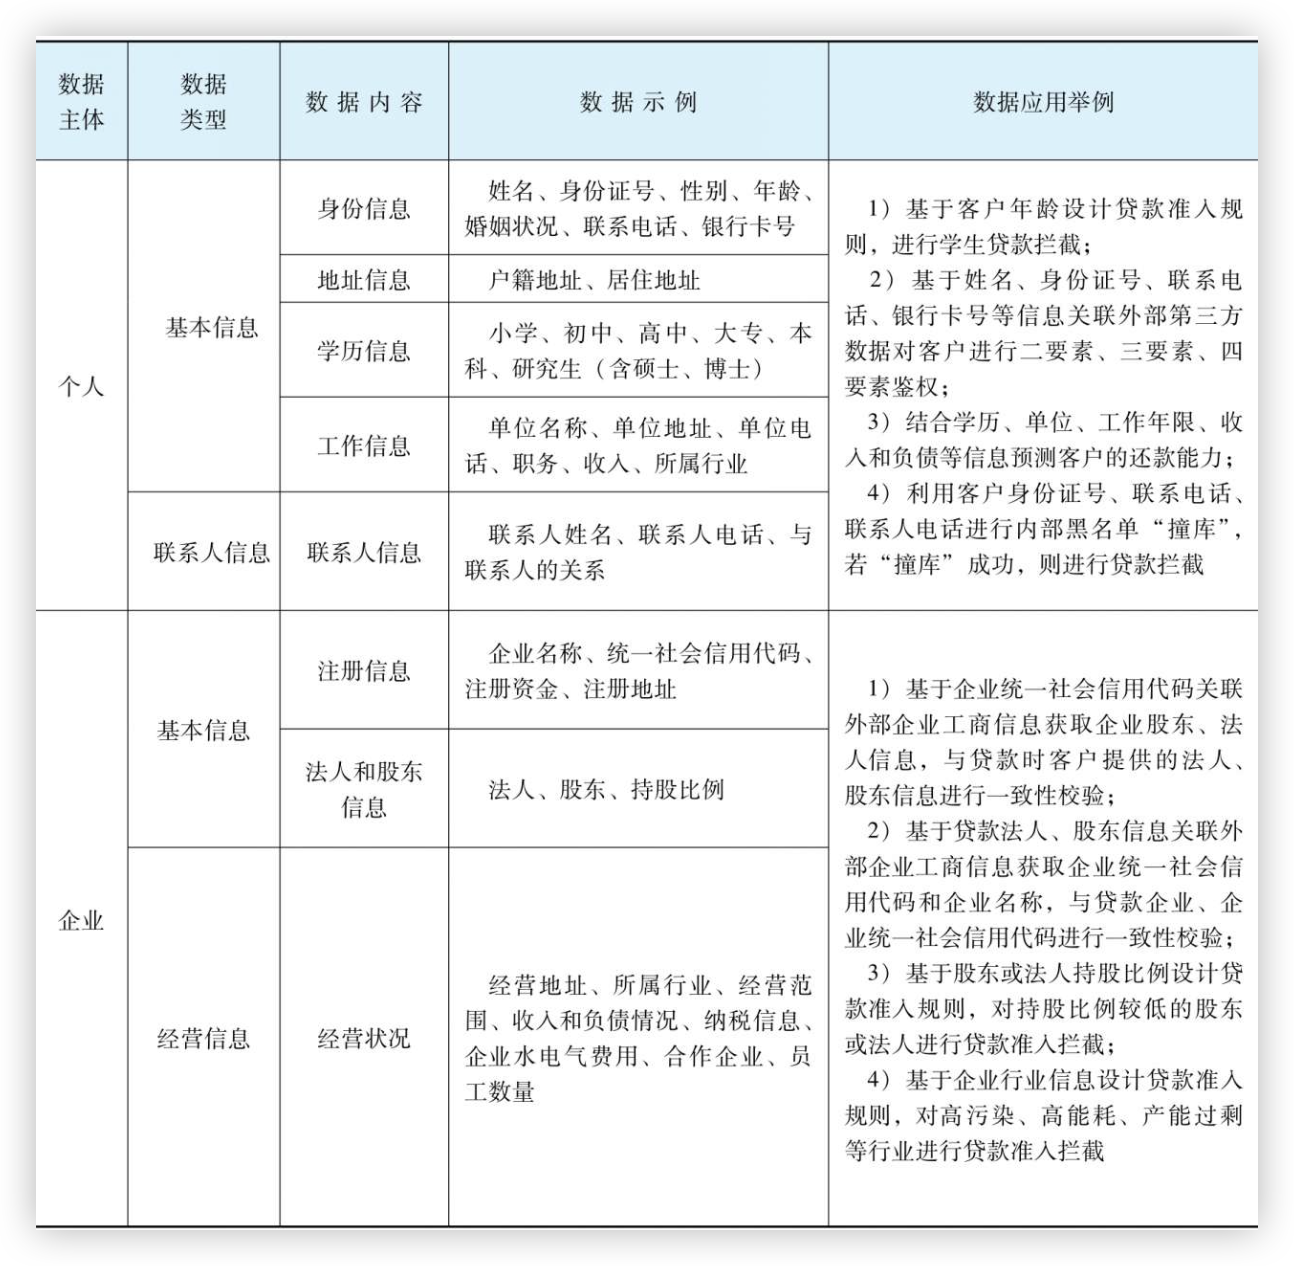 数据
主体
数据
类型
数据内容
数据示例
数据应用举例
个人
基本信息
身份信息
姓名、身份证号、性别、年龄、
婚姻状况、联系电话、银行卡号
地址信息
户籍地址、居住地址
学历信息
小学、初中、高中、大专、本
科、研究生（含硕士、博士）
工作信息
单位名称、单位地址、单位电
话、职务、收入、所属行业
联系人信息
联系人信息
联系人姓名、联系人电话、与
联系人的关系
1）基于客户年龄设计贷款准入规
则，进行学生贷款拦截；
2）基于姓名、身份证号、联系电
话、银行卡号等信息关联外部第三方
数据对客户进行二要素、三要素、四
要素鉴权；
3）结合学历、单位、工作年限、收
入和负债等信息预测客户的还款能力；
4）利用客户身份证号、联系电话、
联系人电话进行内部黑名单“撞库”，
若“撞库”成功，则进行贷款拦截
企业
基本信息
注册信息
企业名称、统一社会信用代码、
注册资金、注册地址
法人和股东
信息
法人、股东、持股比例
经营信息
经营状况
经营地址、所属行业、经营范
围、收入和负债情况、纳税信息、
企业水电气费用、合作企业、员
工数量
1）基于企业统一社会信用代码关联
外部企业工商信息获取企业股东、法
人信息，与贷款时客户提供的法人、
股东信息进行一致性校验；
2）基于贷款法人、股东信息关联外
部企业工商信息获取企业统一社会信
用代码和企业名称，与贷款企业、企
业统一社会信用代码进行一致性校验；
3）基于股东或法人持股比例设计贷
款准入规则，对持股比例较低的股东
或法人进行贷款准入拦截；
4）基于企业行业信息设计贷款准入
规则，对高污染、高能耗、产能过剩
等行业进行贷款准入拦截